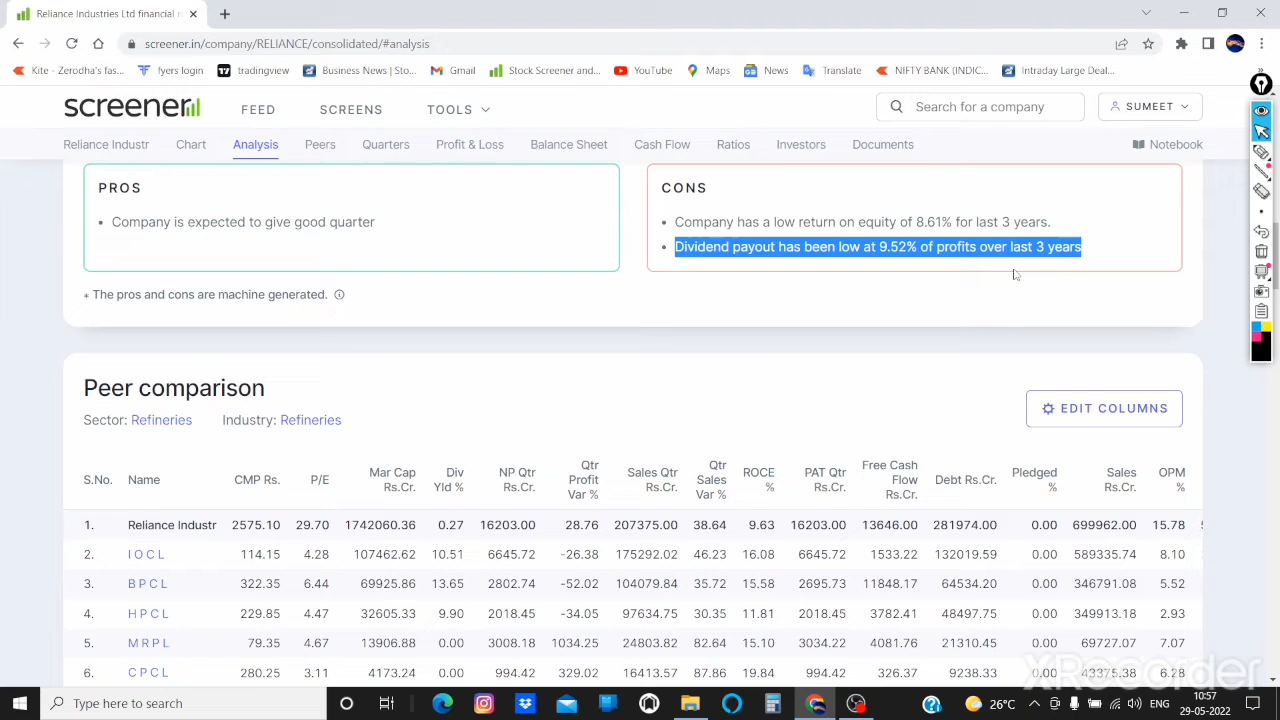 Reliance Industries Ltd financial r
screener.in/company/RELIANCE/consolidated/#analysis
Kite - Zerodha's fas... fyers login tradingview Business News | Sto... Gmail Stock Screener and... YouTube Maps News Translate NIFTY BANK (INDIC... Intraday Large Deal...
screener FEED SCREENS TOOLS Search for a company SUMEET
Reliance Industr Chart Analysis Peers Quarters Profit & Loss Balance Sheet Cash Flow Ratios Investors Documents Notebook
PROS
• Company is expected to give good quarter
CONS
• Company has a low return on equity of 8.61% for last 3 years.
• Dividend payout has been low at 9.52% of profits over last 3 years
* The pros and cons are machine generated.
Peer comparison
Sector: Refineries Industry: Refineries
EDIT COLUMNS
S.No. Name CMP Rs. P/E Mar Cap Rs.Cr. Div Yld % NP Qtr Rs.Cr. Qtr Profit Var % Sales Qtr Rs.Cr. Qtr Sales Var % ROCE % PAT Qtr Rs.Cr. Free Cash Flow Rs.Cr. Debt Rs.Cr. Pledged % Sales Rs.Cr. OPM %
1. Reliance Industr 2575.10 29.70 1742060.36 0.27 16203.00 28.76 207375.00 38.64 9.63 16203.00 13646.00 281974.00 0.00 699962.00 15.78
2. I O C L 114.15 4.28 107462.62 10.51 6645.72 -26.38 175292.02 46.23 16.08 6645.72 1533.22 132019.59 0.00 589335.74 8.10
3. B P C L 322.35 6.44 69925.86 13.65 2802.74 -52.02 104079.84 35.72 15.58 2695.73 11848.17 64534.20 0.00 346791.08 5.52
4. H P C L 229.85 4.47 32605.33 9.90 2018.45 -34.05 97634.75 30.35 11.81 2018.45 3782.41 48497.75 0.00 349913.18 2.93
5. M R P L 79.35 4.67 13906.88 0.00 3008.18 1034.25 24803.82 82.64 15.10 3034.22 4081.76 21310.45 0.00 69727.07 7.07
6. C P C L 280.25 3.11 4173.24 0.00 994.42 329.02 16413.57 87.86 19.84 994.42 326.37 9238.33 0.00 43375.38 6.28
XRecorder
Type here to search 26°C ENG 10:57
29-05-2022